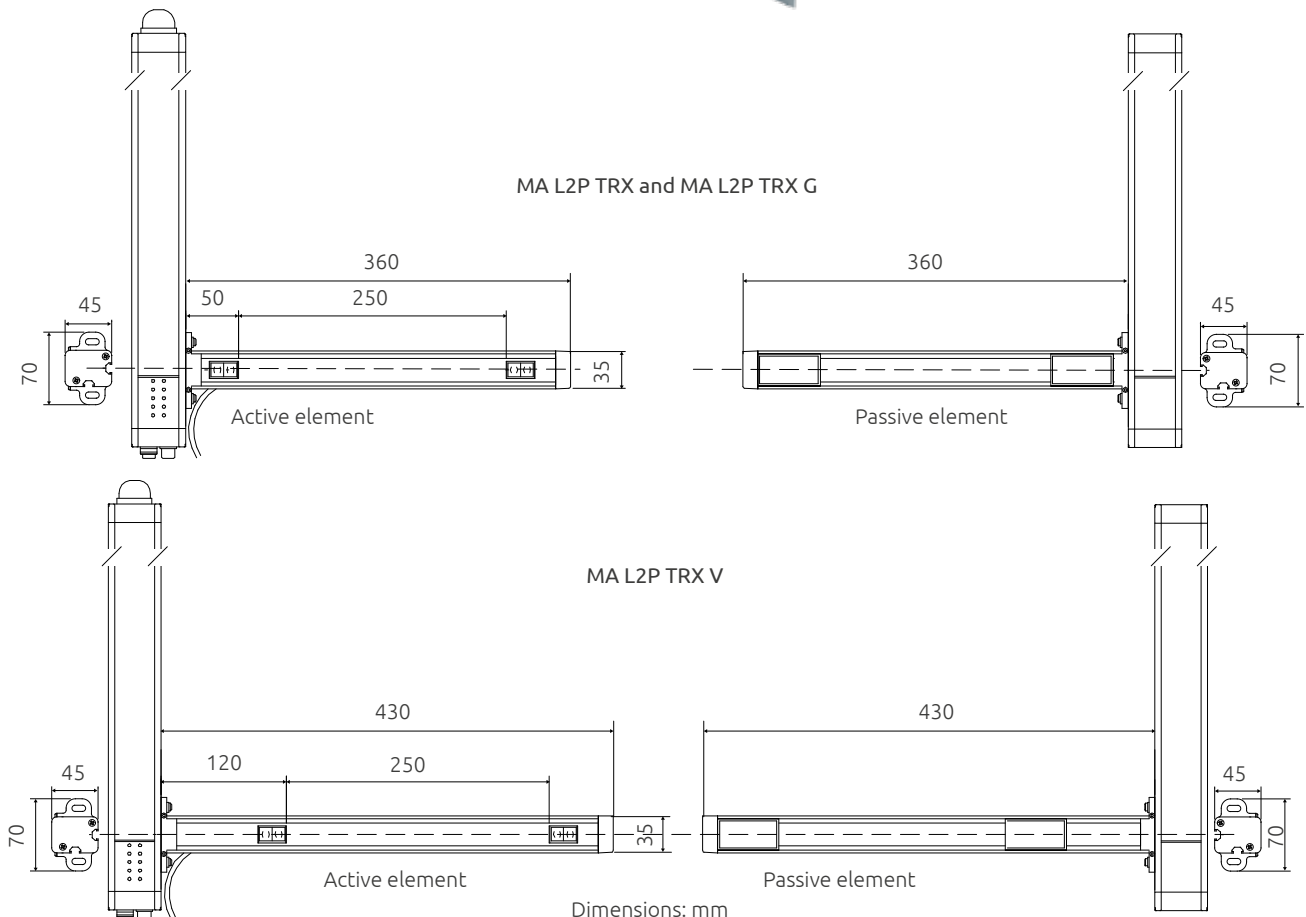 MA L2P TRX and MA L2P TRX G
360
360
50
250
45
45
70
35
70
Active element
Passive element
MA L2P TRX V
430
430
120
250
45
45
70
35
70
Active element
Passive element
Dimensions: mm